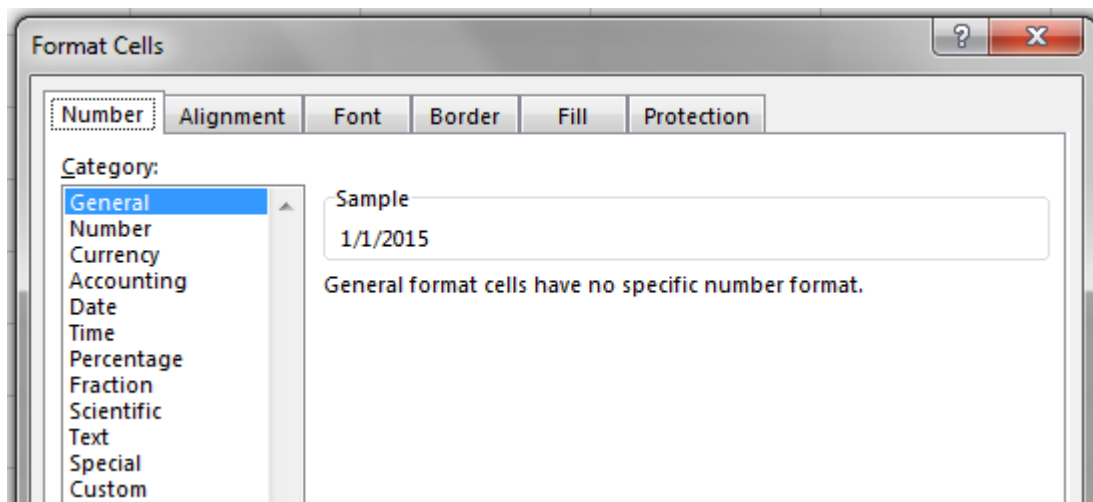 Format Cells
?
X
Number Alignment Font Border Fill Protection
Category:
General
Number
Currency
Accounting
Date
Time
Percentage
Fraction
Scientific
Text
Special
Custom
Sample
1/1/2015
General format cells have no specific number format.